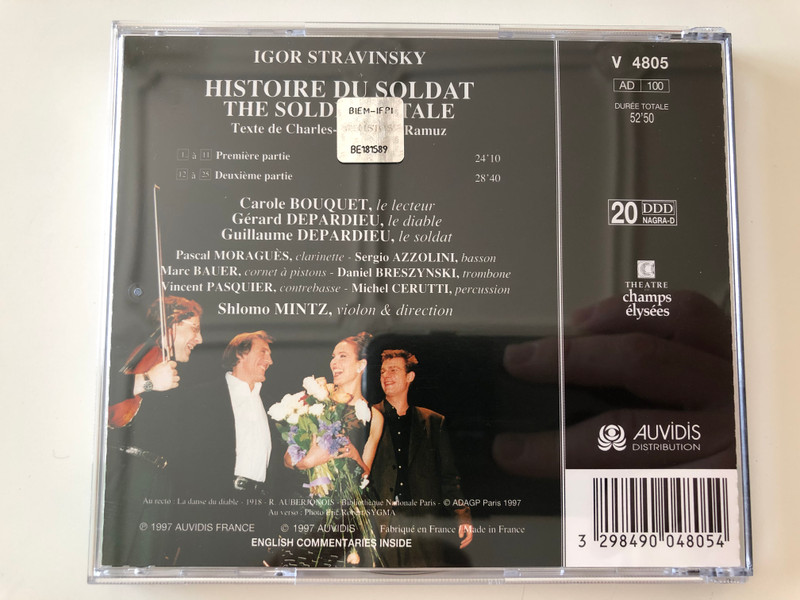 IGOR STRAVINSKY
HISTOIRE DU SOLDAT
THE SOLDI TALE
BIEM-IFPI
BE181589
Texte de Charles- Ramuz
1 à 11 Première partie 24'10
12 à 25 Deuxième partie 28'40
Carole BOUQUET, le lecteur
Gérard DEPARDIEU, le diable
Guillaume DEPARDIEU, le soldat
Pascal MORAGUÈS, clarinette - Sergio AZZOLINI, basson
Marc BAUER, cornet à pistons - Daniel BRESZYNSKI, trombone
Vincent PASQUIER, contrebasse - Michel CERUTTI, percussion
Shlomo MINTZ, violon & direction
Au recto : La danse du diable - 1918 - R. AUBERJONOIS - Bibliothèque Nationale Paris - © ADAGP Paris 1997
Au verso : Photo Eric Robert/SYGMA
℗ 1997 AUVIDIS FRANCE © 1997 AUVIDIS Fabriqué en France / Made in France
ENGLISH COMMENTARIES INSIDE
V 4805
AD 100
DURÉE TOTALE
52'50
20 DDD
NAGRA-D
THEATRE
champs
élysées
AUVIDIS
DISTRIBUTION
3 298490 048054